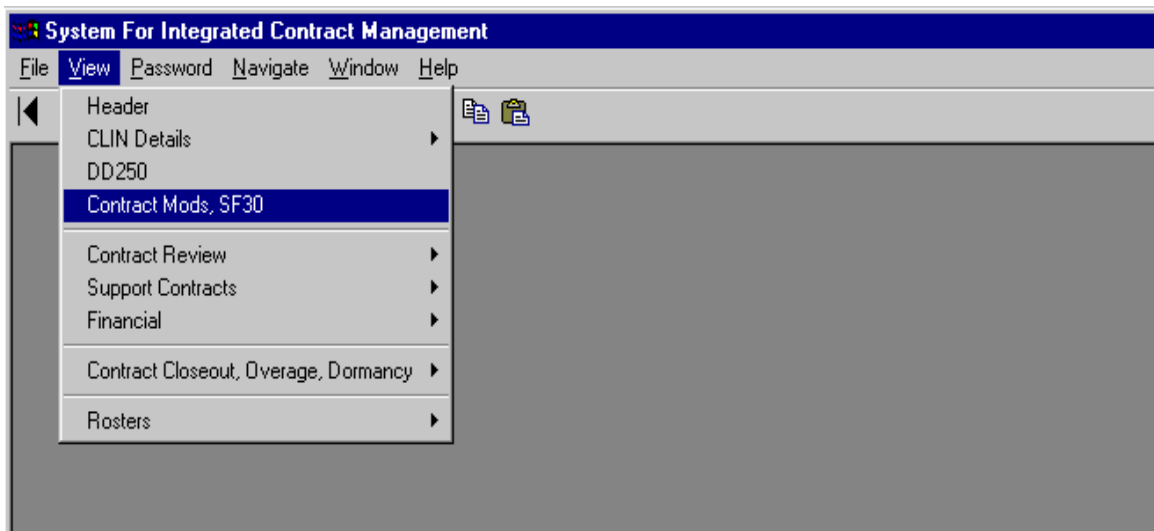 System For Integrated Contract Management
File View Password Navigate Window Help
Header
CLIN Details
DD250
Contract Mods, SF30
Contract Review
Support Contracts
Financial
Contract Closeout, Overage, Dormancy
Rosters